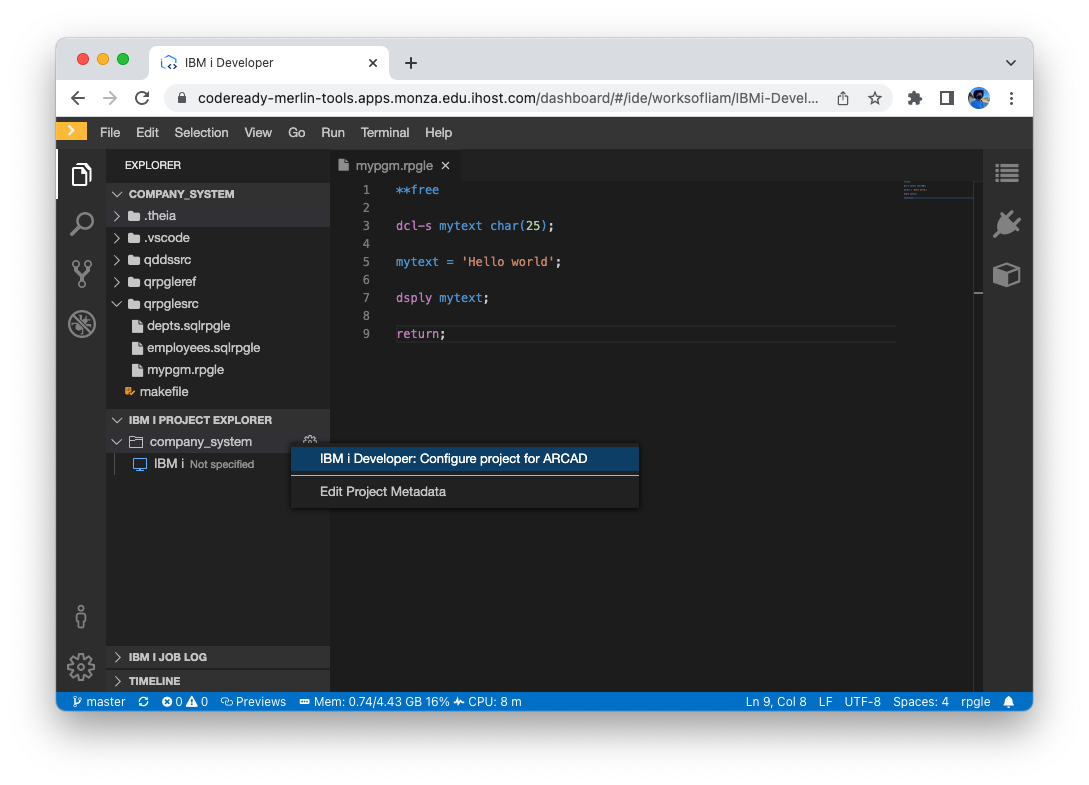 IBM i Developer
codeready-merlin-tools.apps.monza.edu.ihost.com/dashboard/#/ide/worksofliam/IBMi-Devel...
File Edit Selection View Go Run Terminal Help
EXPLORER
COMPANY_SYSTEM
.theia
.vscode
qddssrc
qrpgleref
qrpglesrc
depts.sqlrpgle
employees.sqlrpgle
mypgm.rpgle
makefile
IBM I PROJECT EXPLORER
company_system
IBM i Not specified
IBM I JOB LOG
TIMELINE
mypgm.rpgle
1 **free
2
3 dcl-s mytext char(25);
4
5 mytext = 'Hello world';
6
7 dsply mytext;
8
9 return;
IBM i Developer: Configure project for ARCAD
Edit Project Metadata
master 0 0 Previews Mem: 0.74/4.43 GB 16% CPU: 8 m Ln 9, Col 8 LF UTF-8 Spaces: 4 rpgle